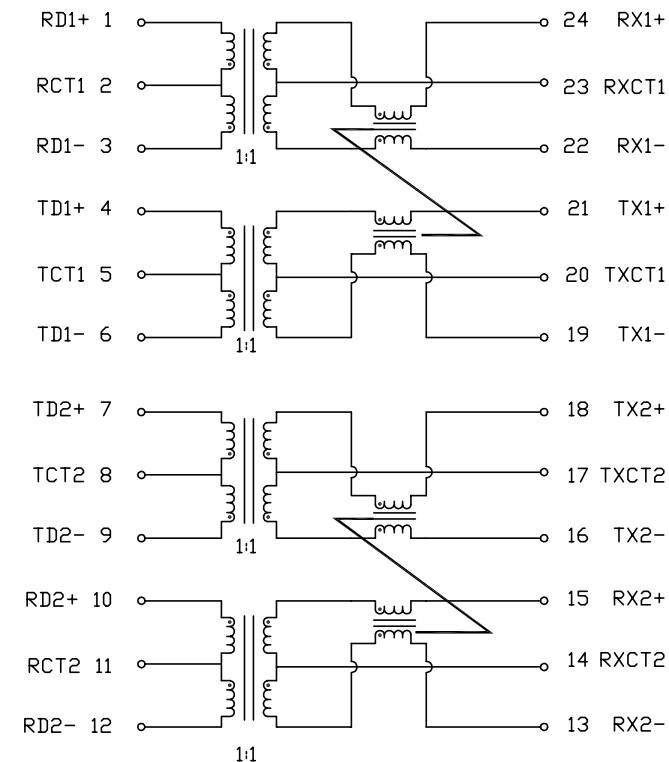 RD1+ 1 24 RX1+
RCT1 2 23 RXCT1
RD1- 3 22 RX1-
1:1
TD1+ 4 21 TX1+
TCT1 5 20 TXCT1
TD1- 6 19 TX1-
1:1
TD2+ 7 18 TX2+
TCT2 8 17 TXCT2
TD2- 9 16 TX2-
1:1
RD2+ 10 15 RX2+
RCT2 11 14 RXCT2
RD2- 12 13 RX2-
1:1